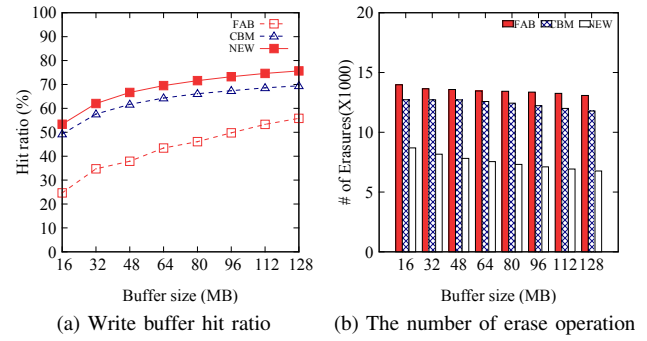 100
90
80
70
60
50
40
30
20
10
0
Hit ratio (%)
FAB
CBM
NEW
16 32 48 64 80 96 112 128
Buffer size (MB)
(a) Write buffer hit ratio
20
15
10
5
0
# of Erasures(X1000)
FAB CBM NEW
16 32 48 64 80 96 112 128
Buffer size (MB)
(b) The number of erase operation